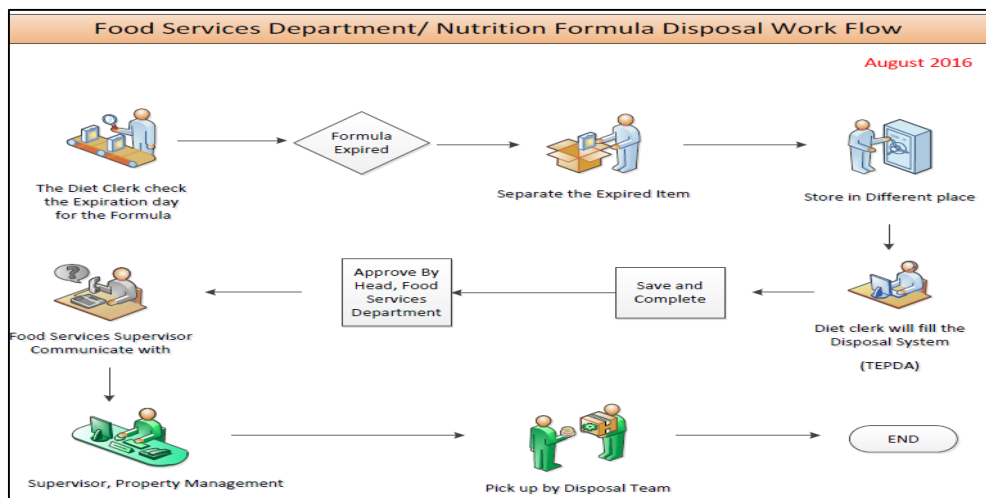 Food Services Department/ Nutrition Formula Disposal Work Flow
August 2016
The Diet Clerk check
the Expiration day
for the Formula
Formula
Expired
Separate the Expired Item
Store in Different place
Diet clerk will fill the
Disposal System
(TEPDA)
Save and
Complete
Approve By
Head, Food
Services
Department
?
Food Services Supervisor
Communicate with
Supervisor, Property Management
Pick up by Disposal Team
END